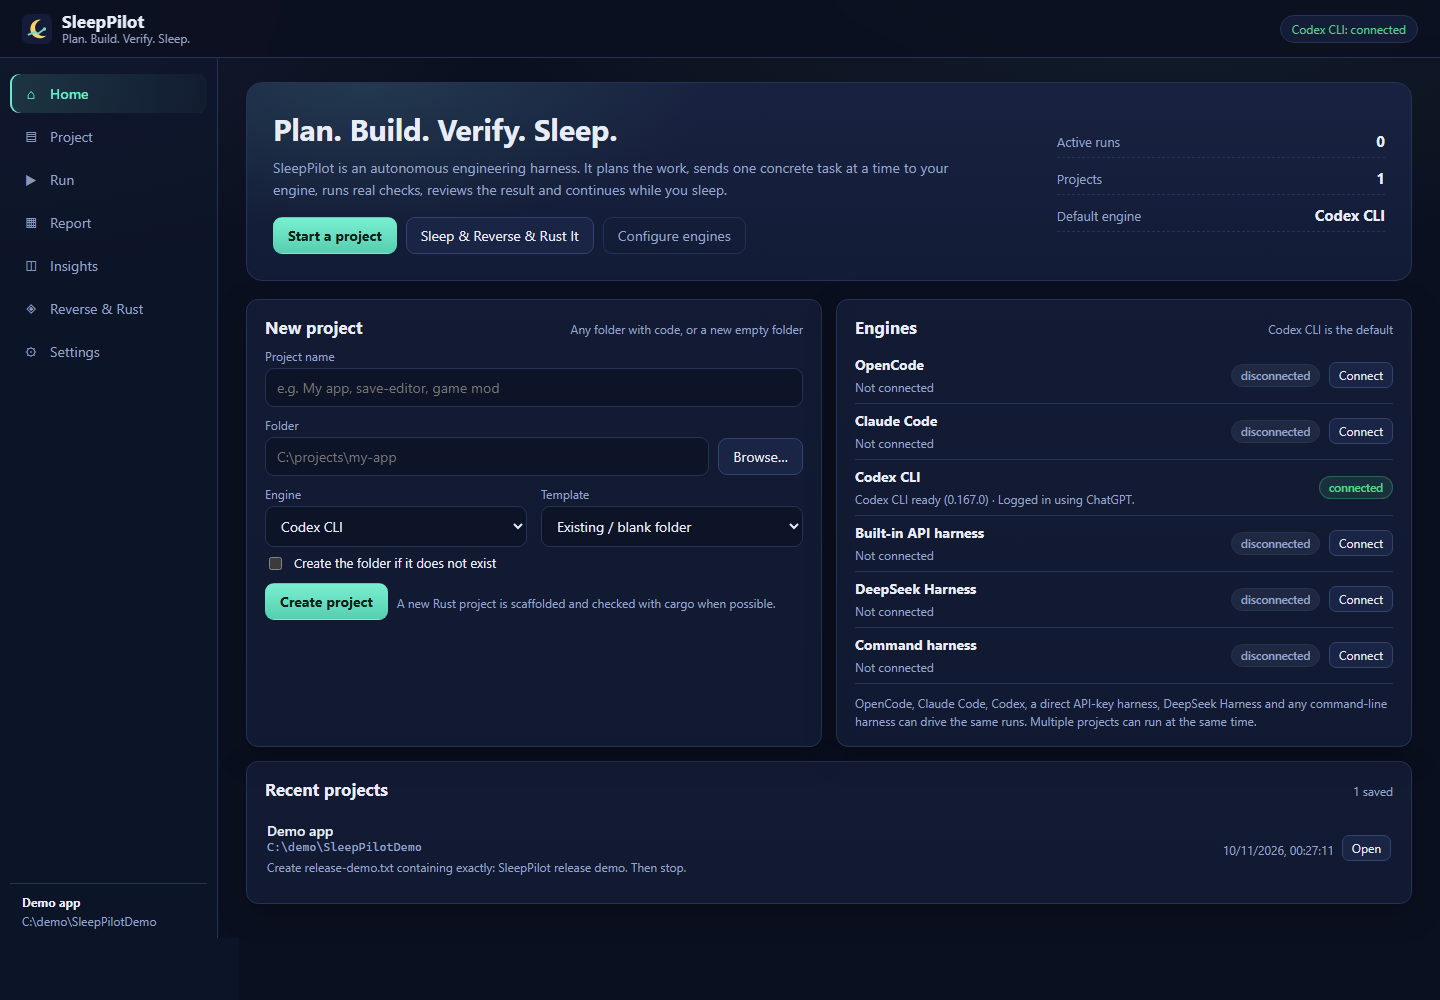 SleepPilot
Plan. Build. Verify. Sleep.
Codex CLI: connected
Home
Project
Run
Report
Insights
Reverse & Rust
Settings
Demo app
C:\demo\SleepPilotDemo
Plan. Build. Verify. Sleep.
SleepPilot is an autonomous engineering harness. It plans the work, sends one concrete task at a time to your
engine, runs real checks, reviews the result and continues while you sleep.
Start a project
Sleep & Reverse & Rust It
Configure engines
Active runs 0
Projects 1
Default engine Codex CLI
New project
Any folder with code, or a new empty folder
Project name
e.g. My app, save-editor, game mod
Folder
C:\projects\my-app
Browse...
Engine
Template
Codex CLI
Existing / blank folder
Create the folder if it does not exist
Create project
A new Rust project is scaffolded and checked with cargo when possible.
Engines
Codex CLI is the default
OpenCode
Not connected
disconnected
Connect
Claude Code
Not connected
disconnected
Connect
Codex CLI
Codex CLI ready (0.167.0) · Logged in using ChatGPT.
connected
Built-in API harness
Not connected
disconnected
Connect
DeepSeek Harness
Not connected
disconnected
Connect
Command harness
Not connected
disconnected
Connect
OpenCode, Claude Code, Codex, a direct API-key harness, DeepSeek Harness and any command-line
harness can drive the same runs. Multiple projects can run at the same time.
Recent projects
1 saved
Demo app
C:\demo\SleepPilotDemo
Create release-demo.txt containing exactly: SleepPilot release demo. Then stop.
10/11/2026, 00:27:11
Open